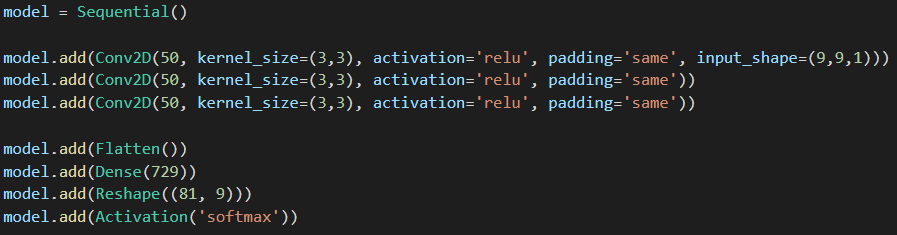 model = Sequential()
model.add(Conv2D(50, kernel_size=(3,3), activation='relu', padding='same', input_shape=(9,9,1)))
model.add(Conv2D(50, kernel_size=(3,3), activation='relu', padding='same'))
model.add(Conv2D(50, kernel_size=(3,3), activation='relu', padding='same'))
model.add(Flatten())
model.add(Dense(729))
model.add(Reshape((81, 9)))
model.add(Activation('softmax'))